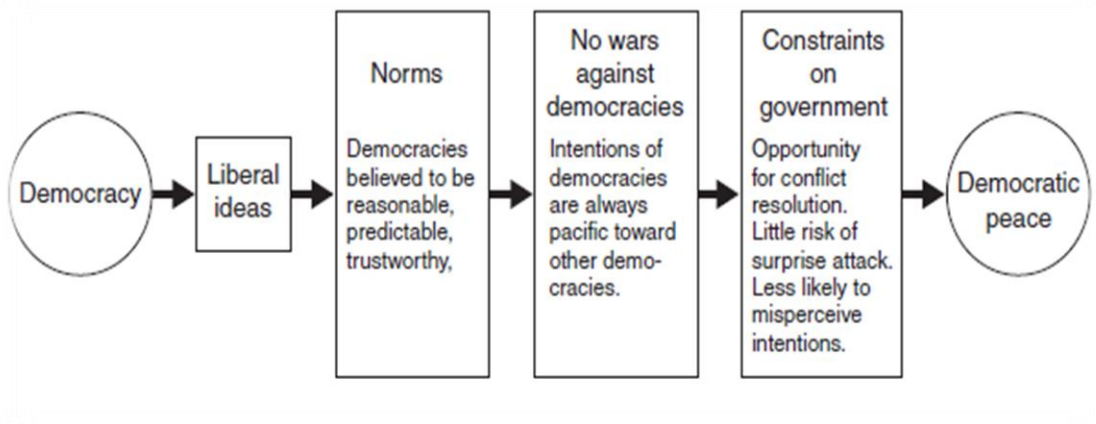 Democracy
Liberal
ideas
Norms
Democracies
believed to be
reasonable,
predictable,
trustworthy,
No wars
against
democracies
Intentions of
democracies
are always
pacific toward
other demo-
cracies.
Constraints
on
government
Opportunity
for conflict
resolution.
Little risk of
surprise attack.
Less likely to
misperceive
intentions.
Democratic
peace